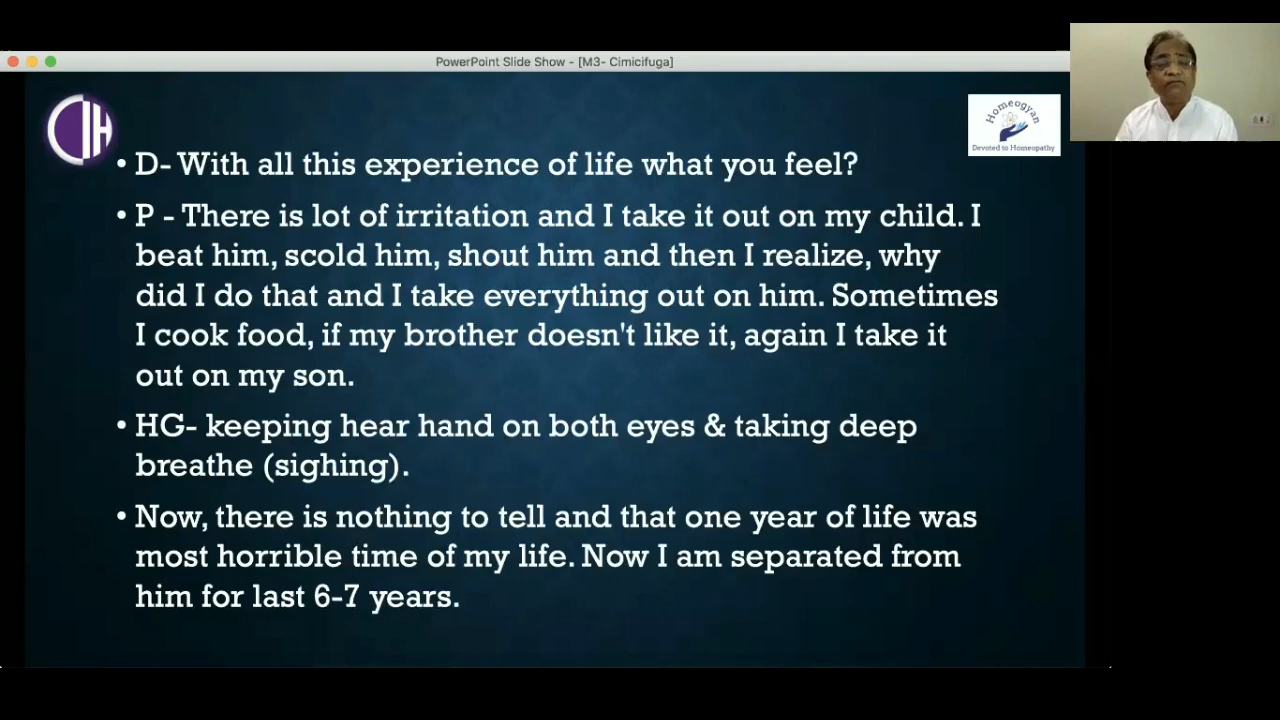 PowerPoint Slide Show - [M3- Cimicifuga]
CIH
Homeogyan
Devoted to Homeopathy
• D- With all this experience of life what you feel?
• P - There is lot of irritation and I take it out on my child. I
beat him, scold him, shout him and then I realize, why
did I do that and I take everything out on him. Sometimes
I cook food, if my brother doesn't like it, again I take it
out on my son.
• HG- keeping hear hand on both eyes & taking deep
breathe (sighing).
• Now, there is nothing to tell and that one year of life was
most horrible time of my life. Now I am separated from
him for last 6-7 years.